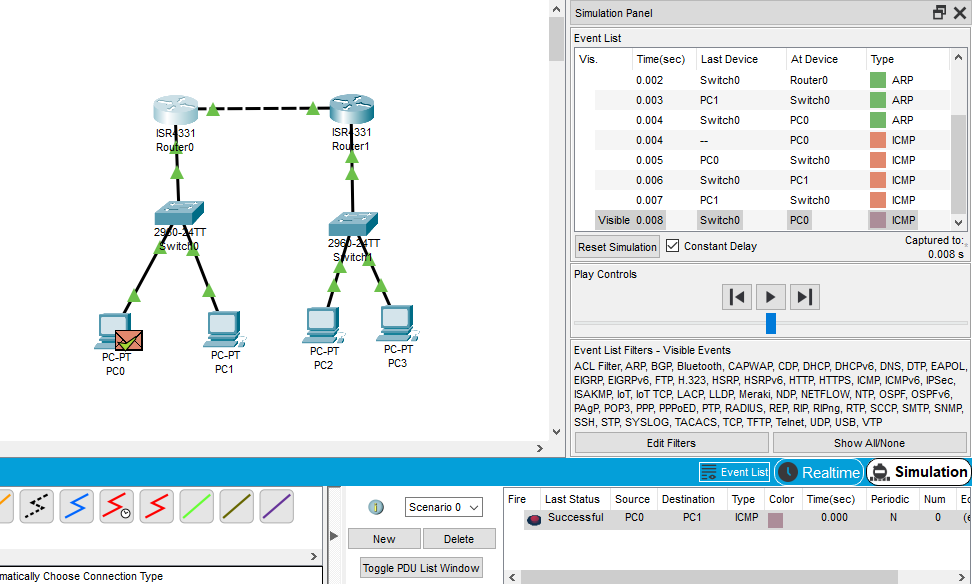 Simulation Panel
Event List
Vis. Time(sec) Last Device At Device Type
0.002 Switch0 Router0 ARP
0.003 PC1 Switch0 ARP
0.004 Switch0 PC0 ARP
0.004 -- PC0 ICMP
0.005 PC0 Switch0 ICMP
0.006 Switch0 PC1 ICMP
0.007 PC1 Switch0 ICMP
Visible 0.008 Switch0 PC0 ICMP
Reset Simulation Constant Delay
Captured to:
0.008 s
Play Controls
Event List Filters - Visible Events
ACL Filter, ARP, BGP, Bluetooth, CAPWAP, CDP, DHCP, DHCPv6, DNS, DTP, EAPOL,
EIGRP, EIGRPv6, FTP, H.323, HSRP, HSRPv6, HTTP, HTTPS, ICMP, ICMPv6, IPSec,
ISAKMP, IoT, IoT TCP, LACP, LLDP, Meraki, NDP, NETFLOW, NTP, OSPF, OSPFv6,
PAgP, POP3, PPP, PPPoED, PTP, RADIUS, REP, RIP, RIPng, RTP, SCCP, SMTP, SNMP,
SSH, STP, SYSLOG, TACACS, TCP, TFTP, Telnet, UDP, USB, VTP
Edit Filters Show All/None
ISR4331
Router0
ISR4331
Router1
2960-24TT
Switch0
2960-24TT
Switch1
PC-PT
PC0
PC-PT
PC1
PC-PT
PC2
PC-PT
PC3
Event List Realtime Simulation
Scenario 0
New Delete
Toggle PDU List Window
Fire Last Status Source Destination Type Color Time(sec) Periodic Num
Successful PC0 PC1 ICMP 0.000 N 0
matically Choose Connection Type